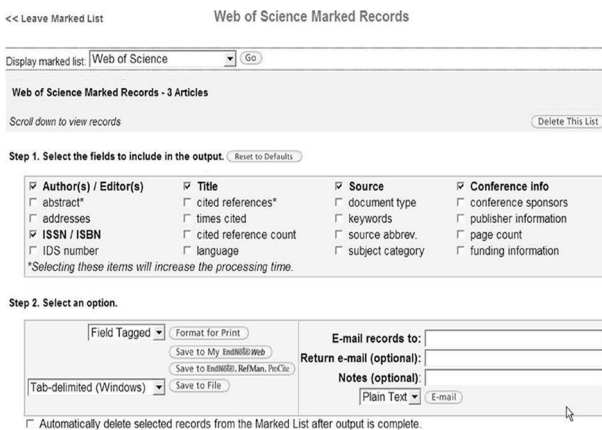 << Leave Marked List Web of Science Marked Records
Display marked list: Web of Science Go
Web of Science Marked Records - 3 Articles
Scroll down to view records Delete This List
Step 1. Select the fields to include in the output. Reset to Defaults
Author(s) / Editor(s) Title Source Conference info
abstract* cited references* document type conference sponsors
addresses times cited keywords publisher information
ISSN / ISBN cited reference count source abbrev. page count
IDS number language subject category funding information
*Selecting these items will increase the processing time.
Step 2. Select an option.
Field Tagged Format for Print E-mail records to:
Save to My EndNote Web Return e-mail (optional):
Save to EndNote, RefMan, ProCite Notes (optional):
Tab-delimited (Windows) Save to File Plain Text E-mail
Automatically delete selected records from the Marked List after output is complete.